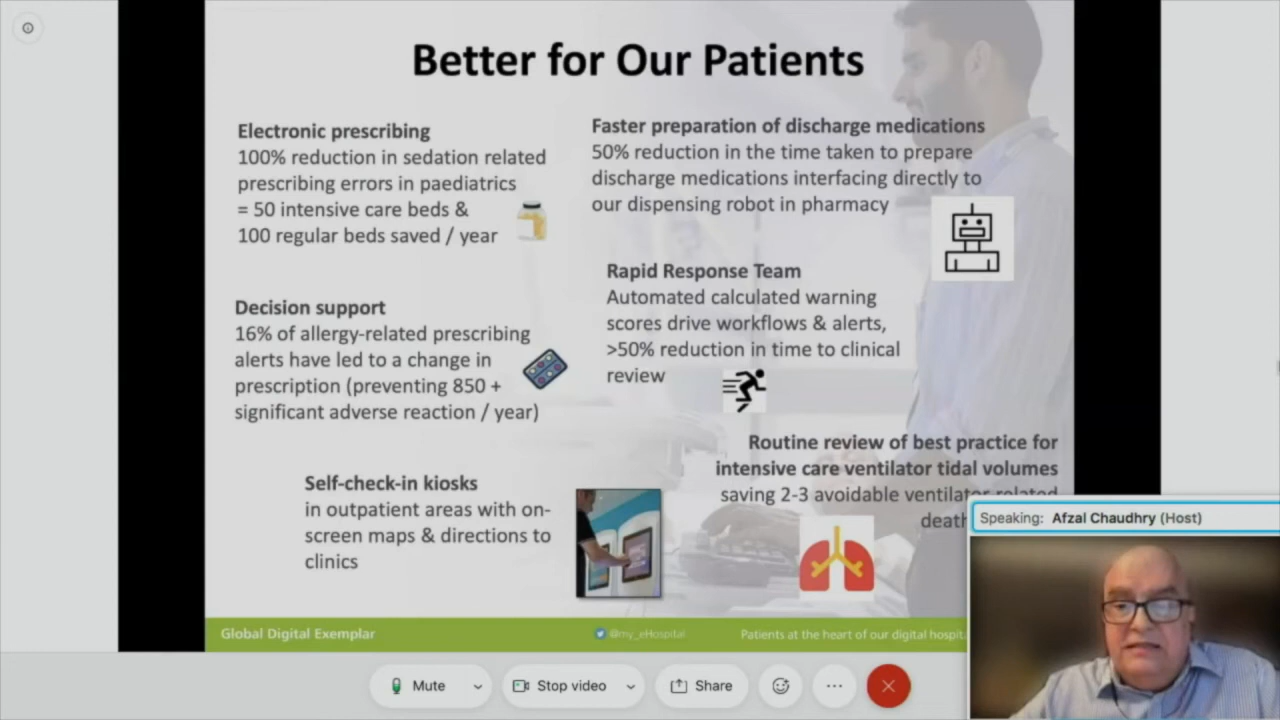 Better for Our Patients
Electronic prescribing
100% reduction in sedation related
prescribing errors in paediatrics
= 50 intensive care beds &
100 regular beds saved / year
Faster preparation of discharge medications
50% reduction in the time taken to prepare
discharge medications interfacing directly to
our dispensing robot in pharmacy
Rapid Response Team
Automated calculated warning
scores drive workflows & alerts,
>50% reduction in time to clinical
review
Decision support
16% of allergy-related prescribing
alerts have led to a change in
prescription (preventing 850 +
significant adverse reaction / year)
Self-check-in kiosks
in outpatient areas with on-
screen maps & directions to
clinics
Routine review of best practice for
intensive care ventilator tidal volumes
saving 2-3 avoidable ventilator related
death
Speaking: Afzal Chaudhry (Host)
Global Digital Exemplar
@my_eHospital
Patients at the heart of our digital hospit
Mute
Stop video
Share